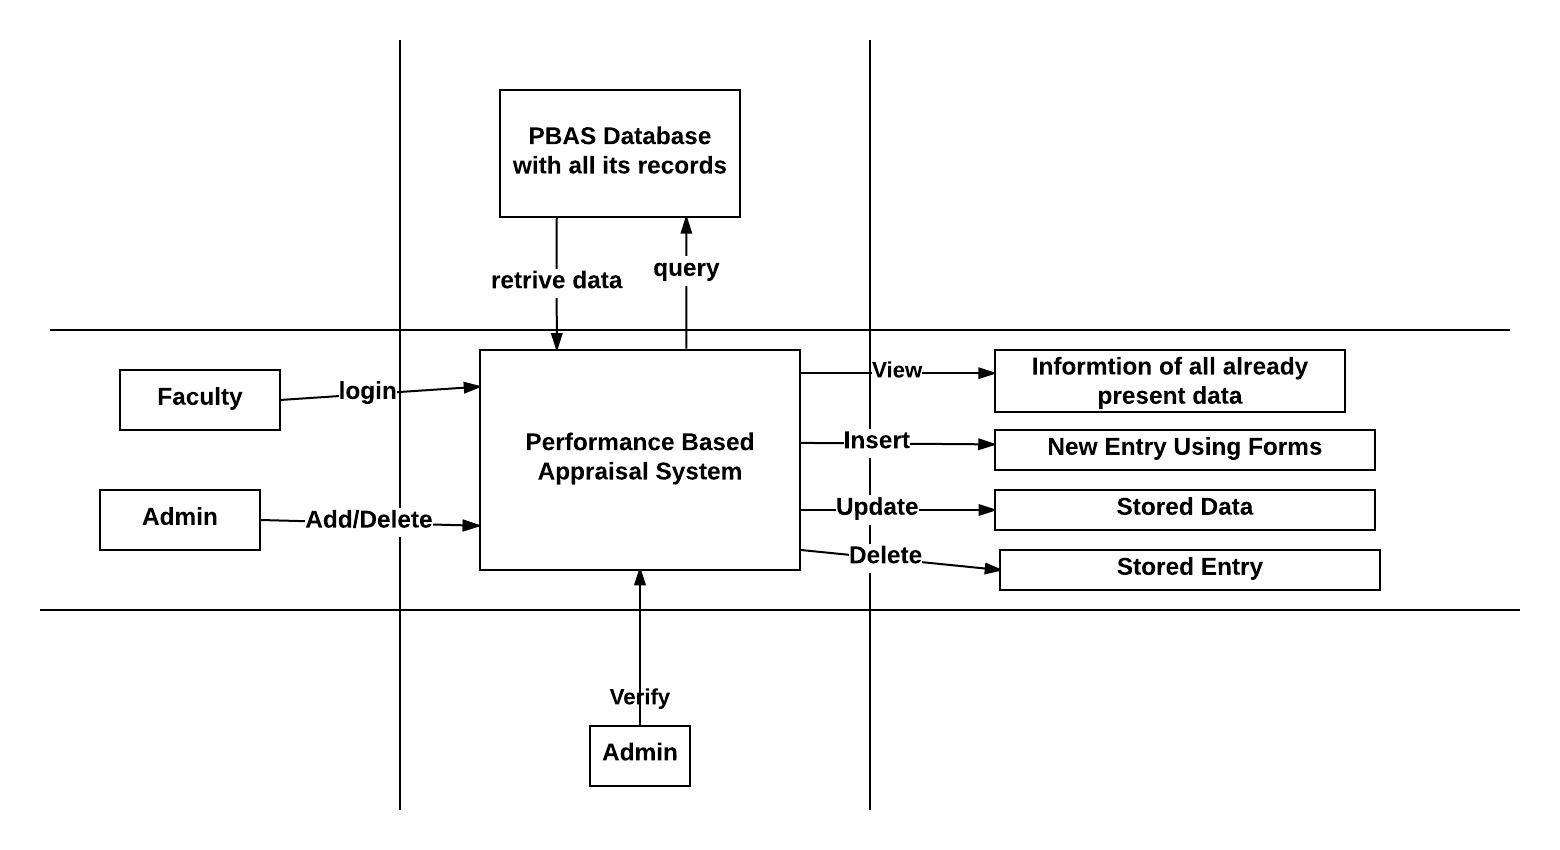 PBAS Database
with all its records
retrive data
query
Faculty
login
Admin
Add/Delete
Performance Based
Appraisal System
View
Informtion of all already
present data
Insert
New Entry Using Forms
Update
Stored Data
Delete
Stored Entry
Verify
Admin